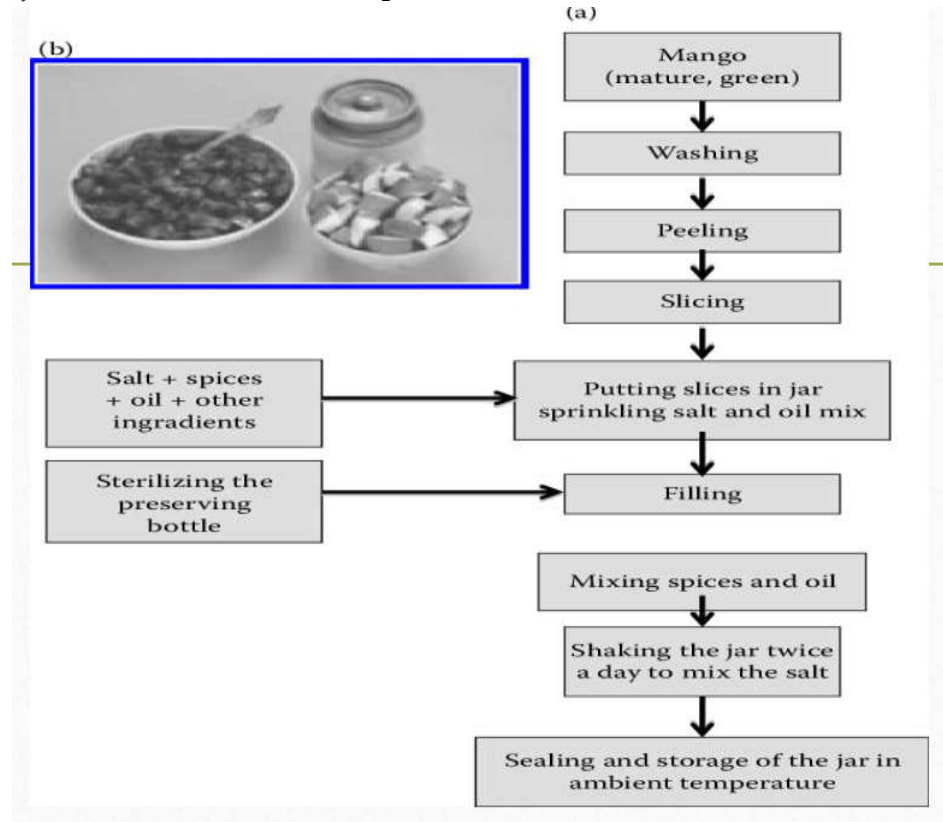 (a)
(b)
Mango
(mature, green)
Washing
Peeling
Slicing
Salt + spices
+ oil + other
ingradients
Putting slices in jar
sprinkling salt and oil mix
Sterilizing the
preserving
bottle
Filling
Mixing spices and oil
Shaking the jar twice
a day to mix the salt
Sealing and storage of the jar in
ambient temperature